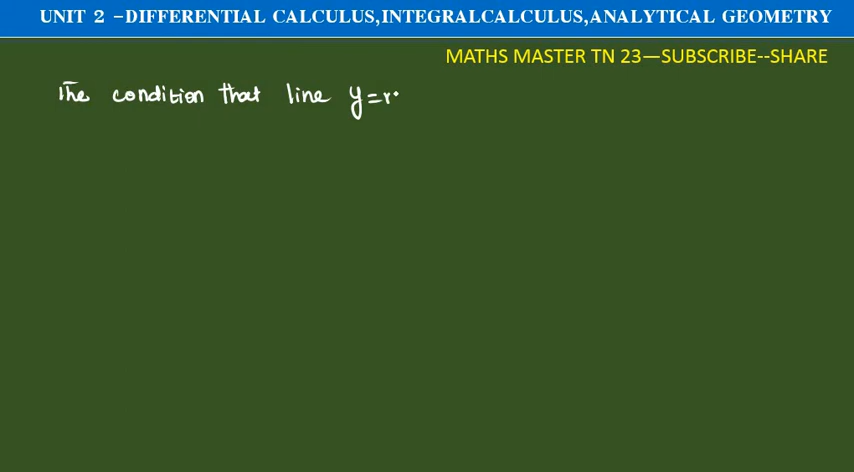 UNIT 2 –DIFFERENTIAL CALCULUS,INTEGRALCALCULUS,ANALYTICAL GEOMETRY
MATHS MASTER TN 23—SUBSCRIBE--SHARE
The condition that line y=